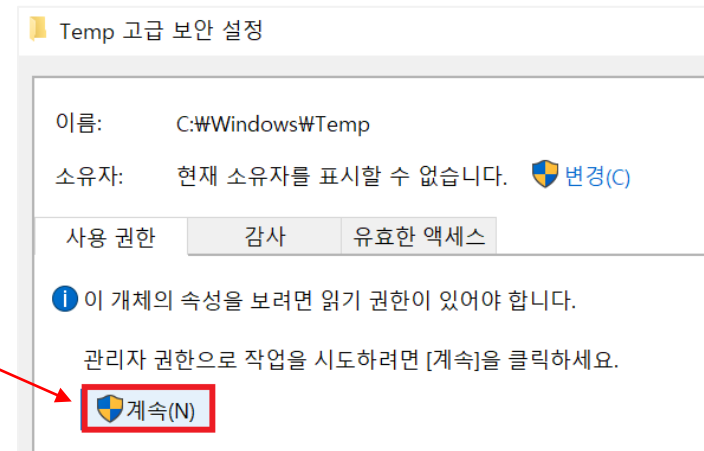 Temp 고급 보안 설정
이름: C:₩Windows₩Temp
소유자: 현재 소유자를 표시할 수 없습니다. 변경(C)
사용 권한 감사 유효한 액세스
이 개체의 속성을 보려면 읽기 권한이 있어야 합니다.
관리자 권한으로 작업을 시도하려면 [계속]을 클릭하세요.
계속(N)